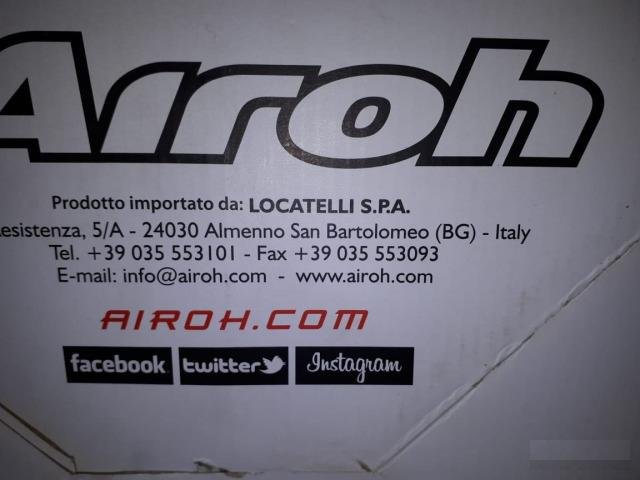 Airoh
Prodotto importato da: LOCATELLI S.P.A.
esistenza, 5/A - 24030 Almenno San Bartolomeo (BG) - Italy
Tel. +39 035 553101 - Fax +39 035 553093
E-mail: info@airoh.com - www.airoh.com
AIROH.COM
facebook twitter Instagram